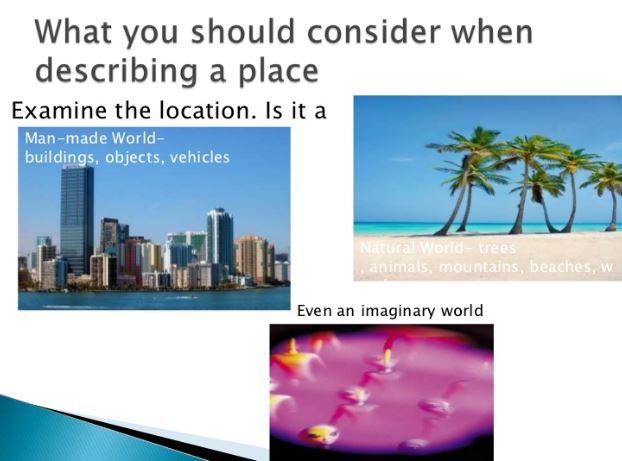 What you should consider when
describing a place
Examine the location. Is it a
Man-made World-
buildings, objects, vehicles
Natural World- trees
, animals, mountains, beaches, w
Even an imaginary world